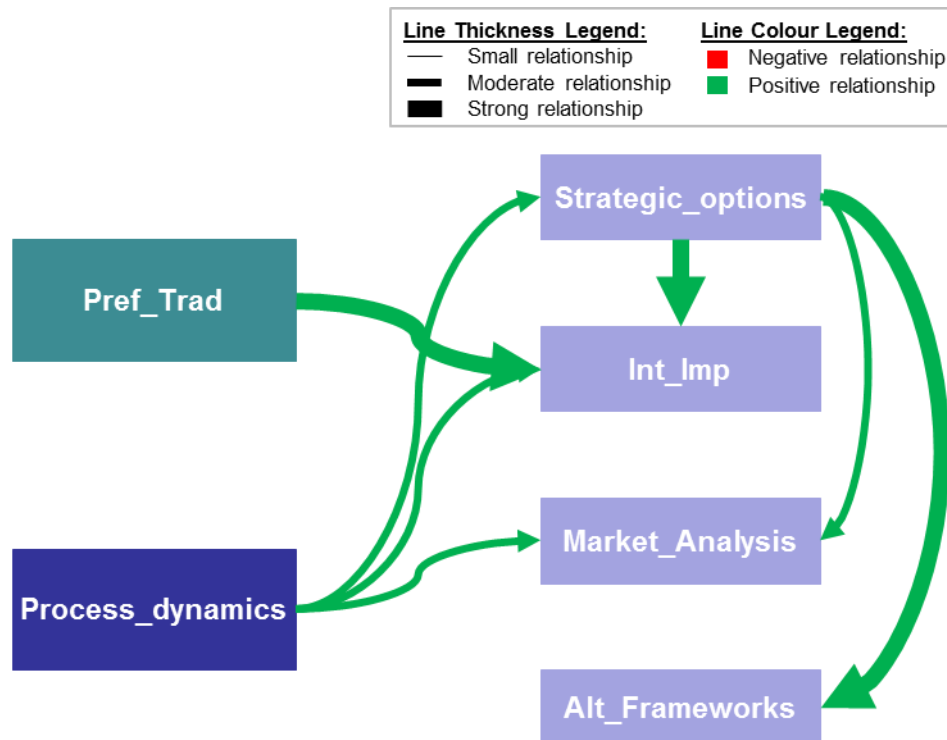 Line Thickness Legend:
Small relationship
Moderate relationship
Strong relationship
Line Colour Legend:
Negative relationship
Positive relationship
Strategic_options
Pref_Trad
Int_Imp
Market_Analysis
Process_dynamics
Alt_Frameworks